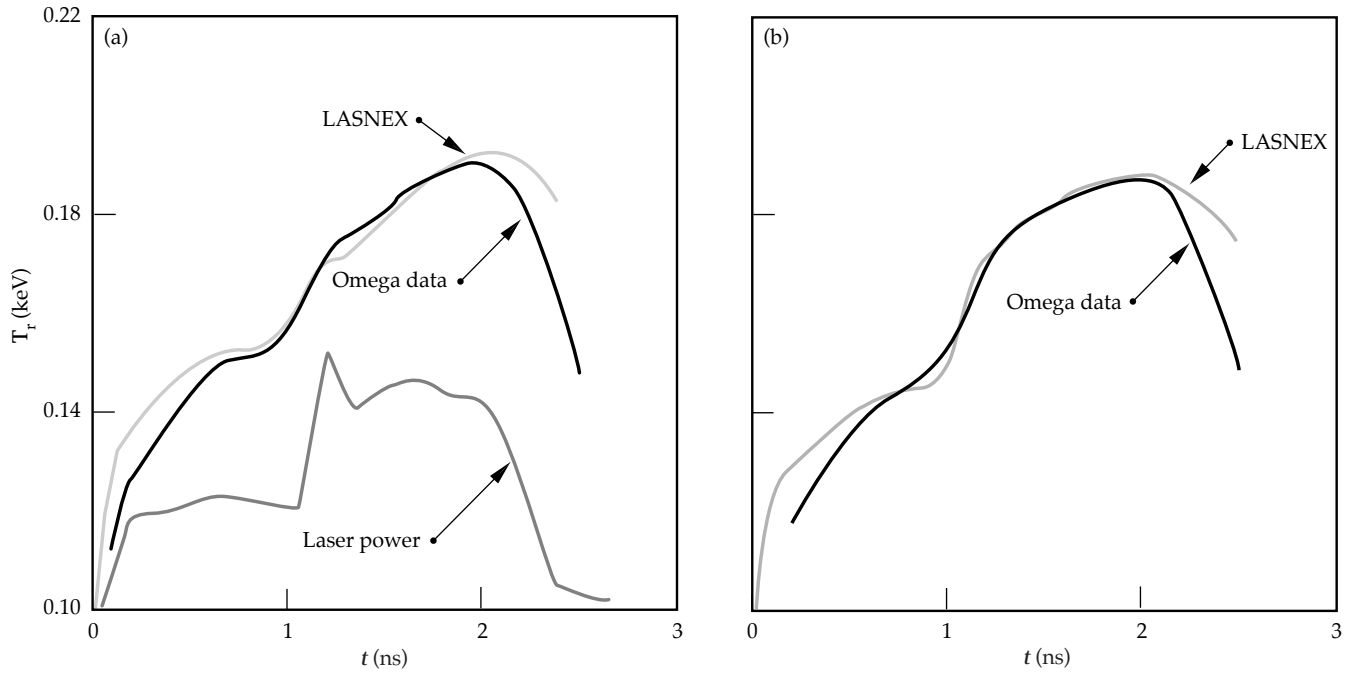 0.22
(a)
(b)
LASNEX
LASNEX
0.18
Omega data
Omega data
T_r (keV)
0.14
Laser power
0.10
0 1 2 3
0 1 2 3
t (ns)
t (ns)